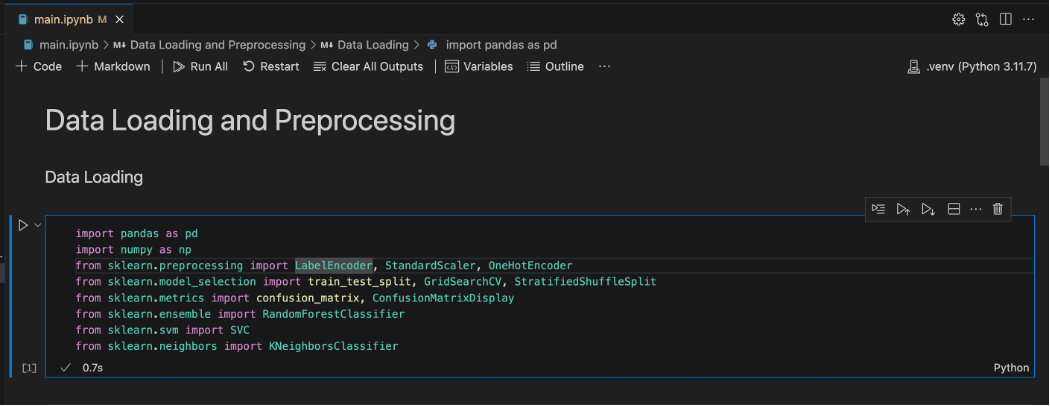 main.ipynb M
main.ipynb > M↓ Data Loading and Preprocessing > M↓ Data Loading > import pandas as pd
+ Code + Markdown | Run All Restart Clear All Outputs | Variables Outline ... .venv (Python 3.11.7)
Data Loading and Preprocessing
Data Loading
import pandas as pd
import numpy as np
from sklearn.preprocessing import LabelEncoder, StandardScaler, OneHotEncoder
from sklearn.model_selection import train_test_split, GridSearchCV, StratifiedShuffleSplit
from sklearn.metrics import confusion_matrix, ConfusionMatrixDisplay
from sklearn.ensemble import RandomForestClassifier
from sklearn.svm import SVC
from sklearn.neighbors import KNeighborsClassifier
[1] ✓ 0.7s Python